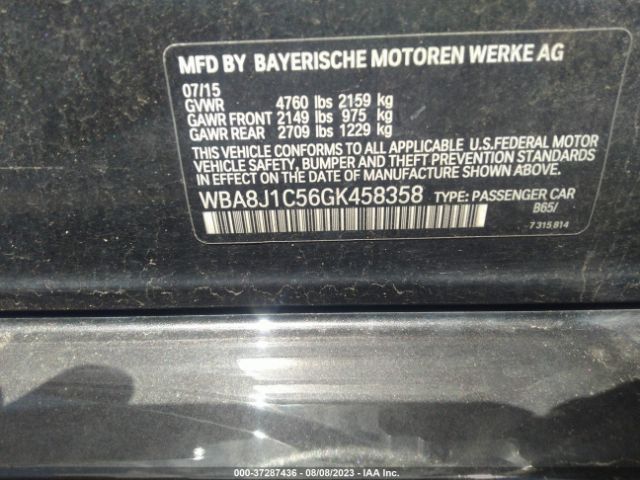 MFD BY BAYERISCHE MOTOREN WERKE AG
07/15
GVWR 4760 lbs 2159 kg
GAWR FRONT 2149 lbs 975 kg
GAWR REAR 2709 lbs 1229 kg
THIS VEHICLE CONFORMS TO ALL APPLICABLE U.S.FEDERAL MOTOR
VEHICLE SAFETY, BUMPER AND THEFT PREVENTION STANDARDS
IN EFFECT ON THE DATE OF MANUFACTURE SHOWN ABOVE.
WBA8J1C56GK458358 TYPE: PASSENGER CAR
B65/
7315814
000-37287436 - 08/08/2023 - IAA Inc.